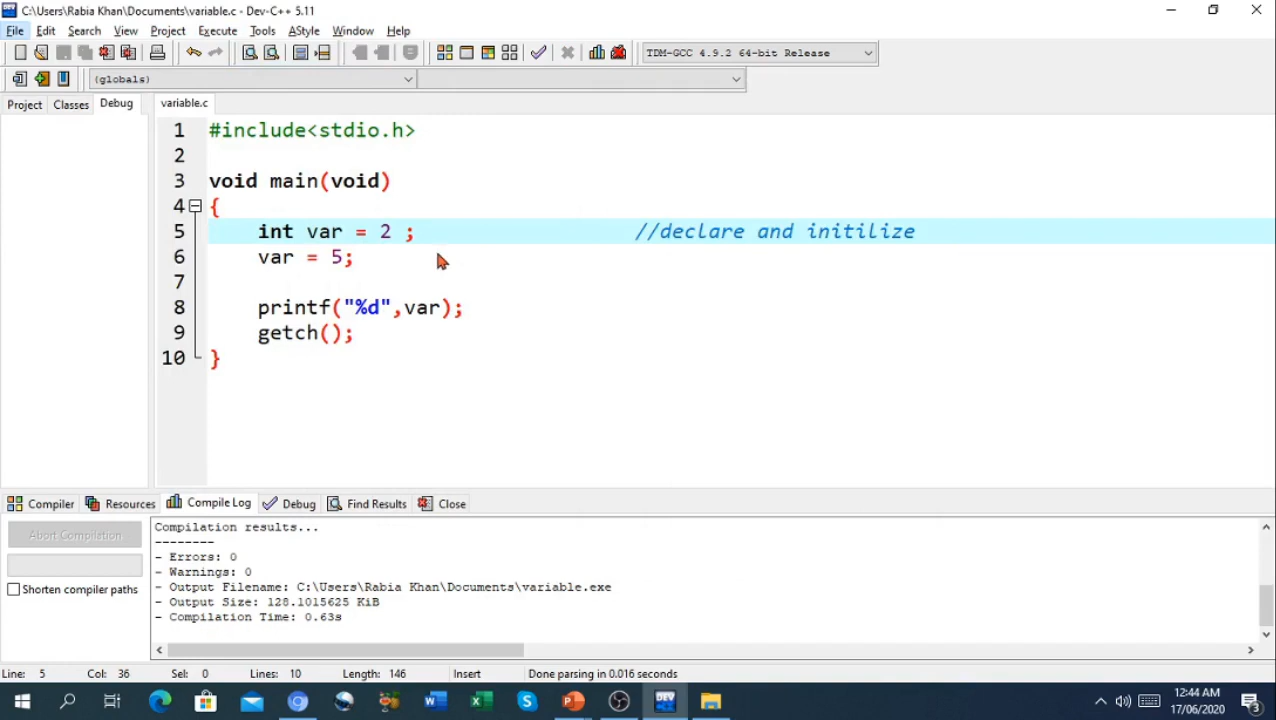 C:\Users\Rabia Khan\Documents\variable.c - Dev-C++ 5.11
File Edit Search View Project Execute Tools AStyle Window Help
TDM-GCC 4.9.2 64-bit Release
(globals)
Project Classes Debug variable.c
1 #include<stdio.h>
2
3 void main(void)
4 {
5 int var = 2 ; //declare and initilize
6 var = 5;
7
8 printf("%d",var);
9 getch();
10 }
Compiler Resources Compile Log Debug Find Results Close
Abort Compilation
Shorten compiler paths
Compilation results...
--------
- Errors: 0
- Warnings: 0
- Output Filename: C:\Users\Rabia Khan\Documents\variable.exe
- Output Size: 128.1015625 KiB
- Compilation Time: 0.63s
Line: 5 Col: 36 Sel: 0 Lines: 10 Length: 146 Insert Done parsing in 0.016 seconds
DEV
12:44 AM
17/06/2020
3